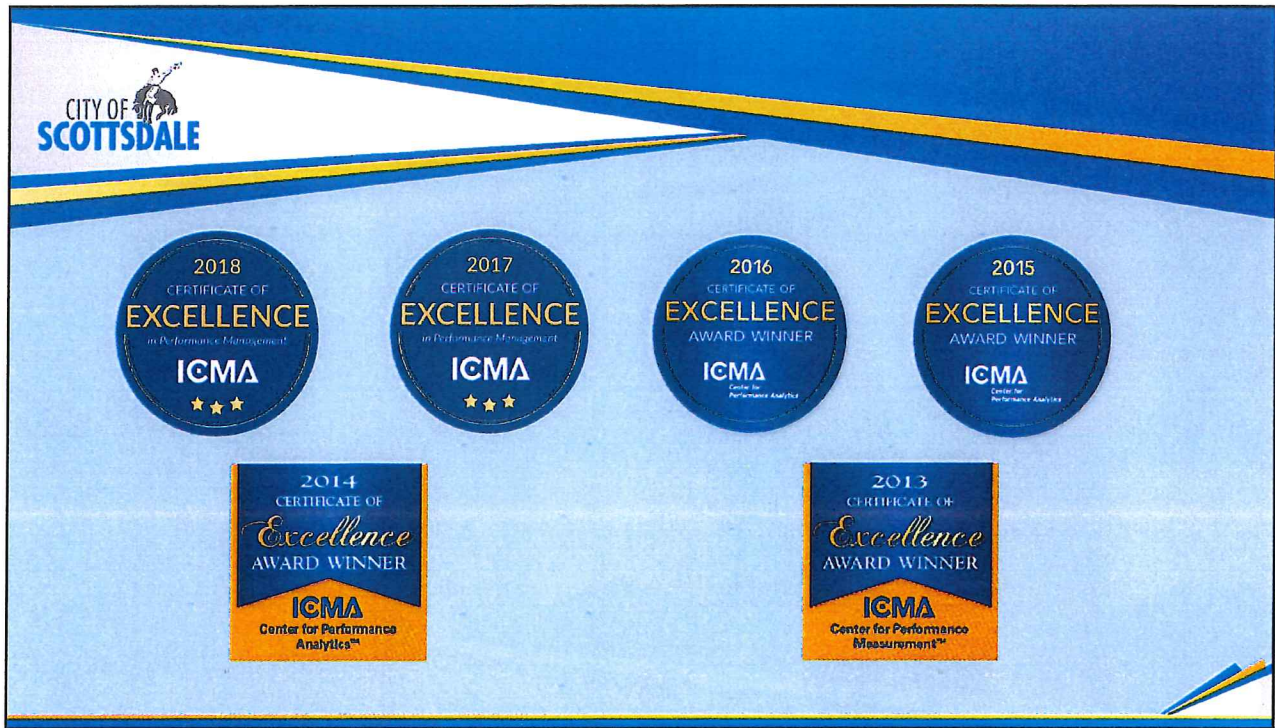 CITY OF
SCOTTSDALE
2018
CERTIFICATE OF
EXCELLENCE
in Performance Management
ICMA
2017
CERTIFICATE OF
EXCELLENCE
in Performance Management
ICMA
2016
CERTIFICATE OF
EXCELLENCE
AWARD WINNER
ICMA
Center for
Performance Analytics
2015
CERTIFICATE OF
EXCELLENCE
AWARD WINNER
ICMA
Center for
Performance Analytics
2014
CERTIFICATE OF
Excellence
AWARD WINNER
ICMA
Center for Performance
Analytics™
2013
CERTIFICATE OF
Excellence
AWARD WINNER
ICMA
Center for Performance
Measurement™